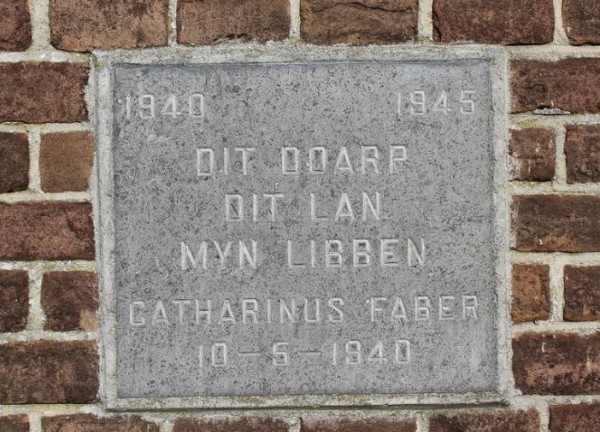 1940 1945
DIT DOARP
DIT LAN
MYN LIBBEN
CATHARINUS FABER
10-5-1940